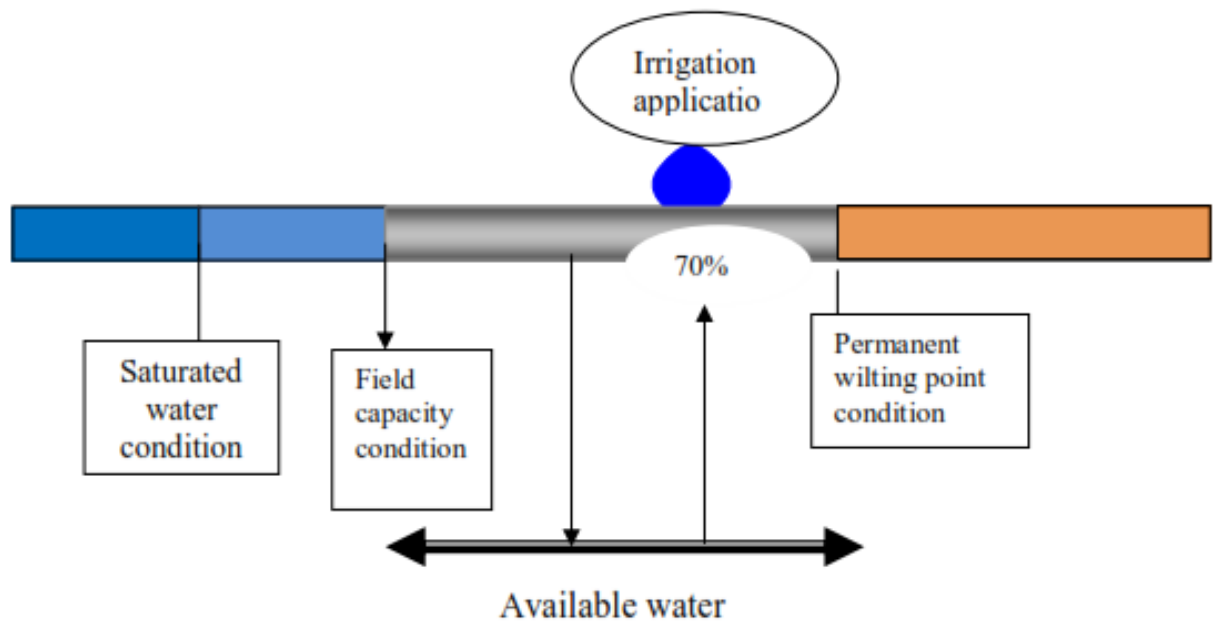 Irrigation
applicatio
70%
Saturated
water
condition
Field
capacity
condition
Permanent
wilting point
condition
Available water